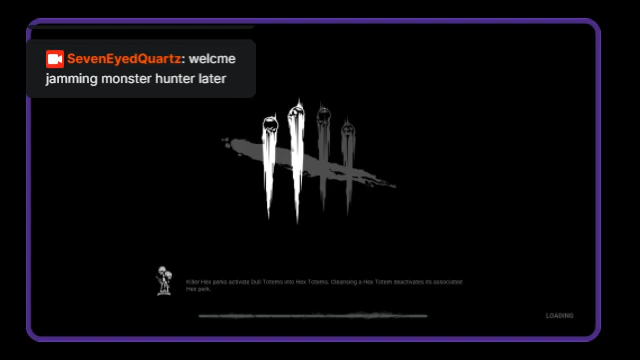 SevenEyedQuartz: welcme
jamming monster hunter later
Killer Hex perks activate Dull Totems into Hex Totems. Cleansing a Hex Totem deactivates its associated
Hex perk.
LOADING